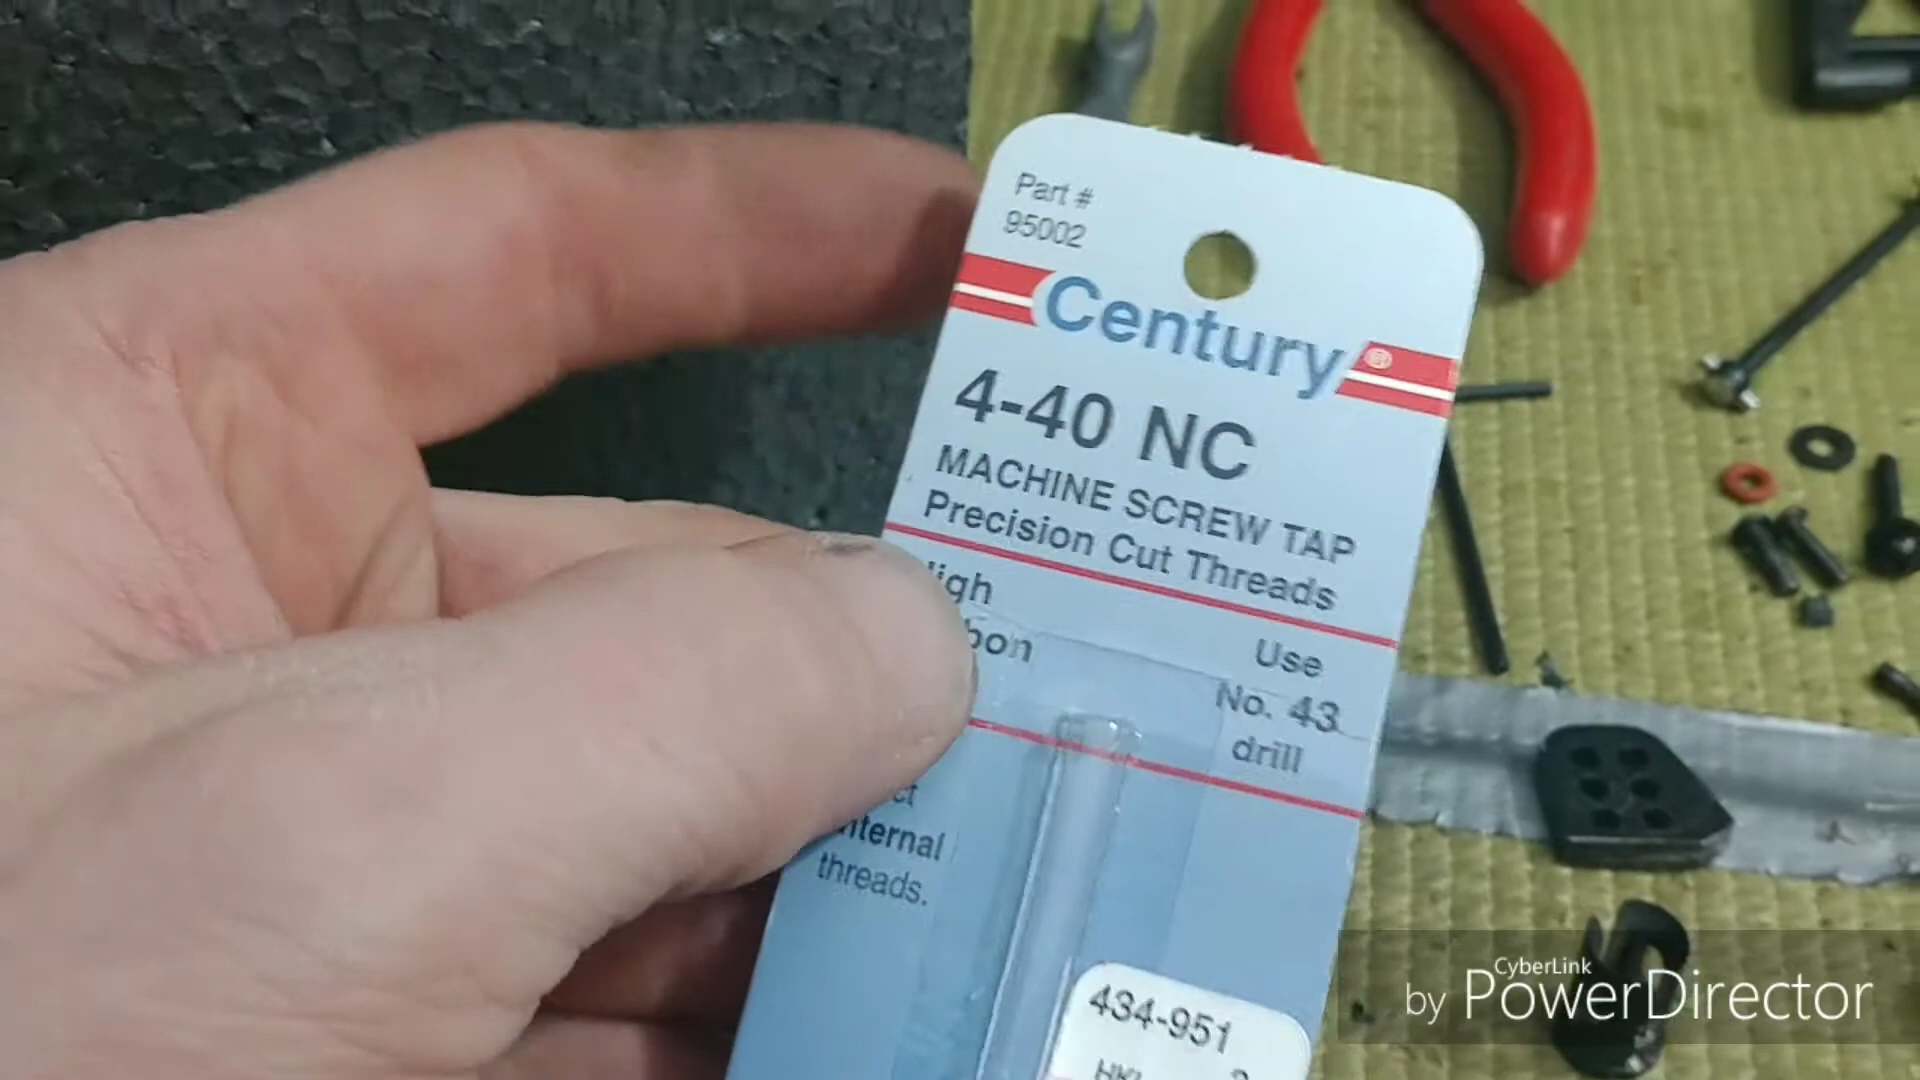 Part #
95002
Century®
4-40 NC
MACHINE SCREW TAP
Precision Cut Threads
Use
No. 43
drill
threads.
434-951
CyberLink
by PowerDirector